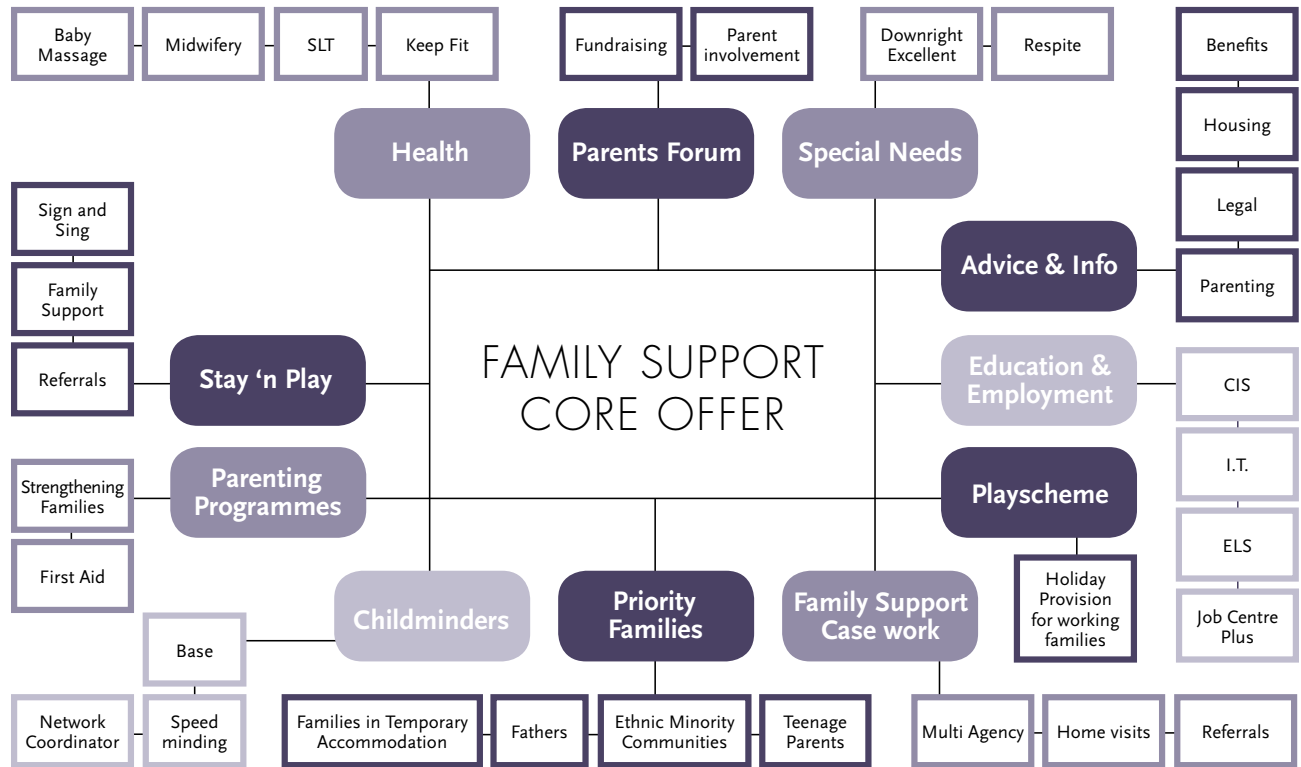 Baby
Massage
Midwifery
SLT
Keep Fit
Fundraising
Parent
involvement
Downright
Excellent
Respite
Benefits
Housing
Legal
Parenting
Health
Parents Forum
Special Needs
Advice & Info
Sign and
Sing
Family
Support
Referrals
Stay ‘n Play
FAMILY SUPPORT
CORE OFFER
Education &
Employment
CIS
I.T.
ELS
Job Centre
Plus
Strengthening
Families
First Aid
Parenting
Programmes
Playscheme
Holiday
Provision
for working
families
Childminders
Priority
Families
Family Support
Case work
Base
Network
Coordinator
Speed
minding
Families in Temporary
Accommodation
Fathers
Ethnic Minority
Communities
Teenage
Parents
Multi Agency
Home visits
Referrals